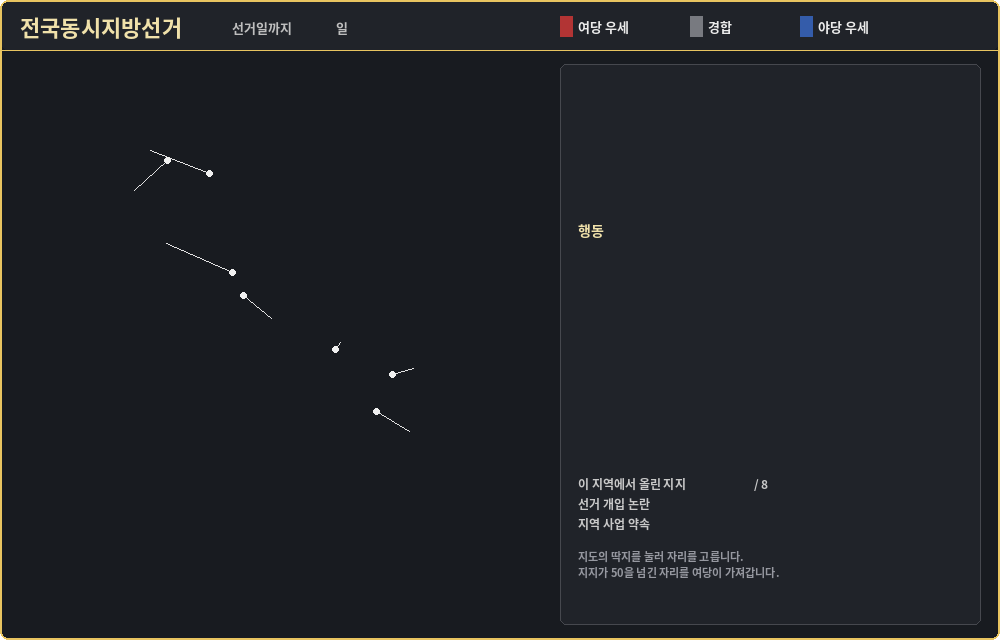 전국동시지방선거 선거일까지 일 여당 우세 경합 야당 우세
행동
이 지역에서 올린 지지 / 8
선거 개입 논란
지역 사업 약속
지도의 딱지를 눌러 자리를 고릅니다.
지지가 50을 넘긴 자리를 여당이 가져갑니다.